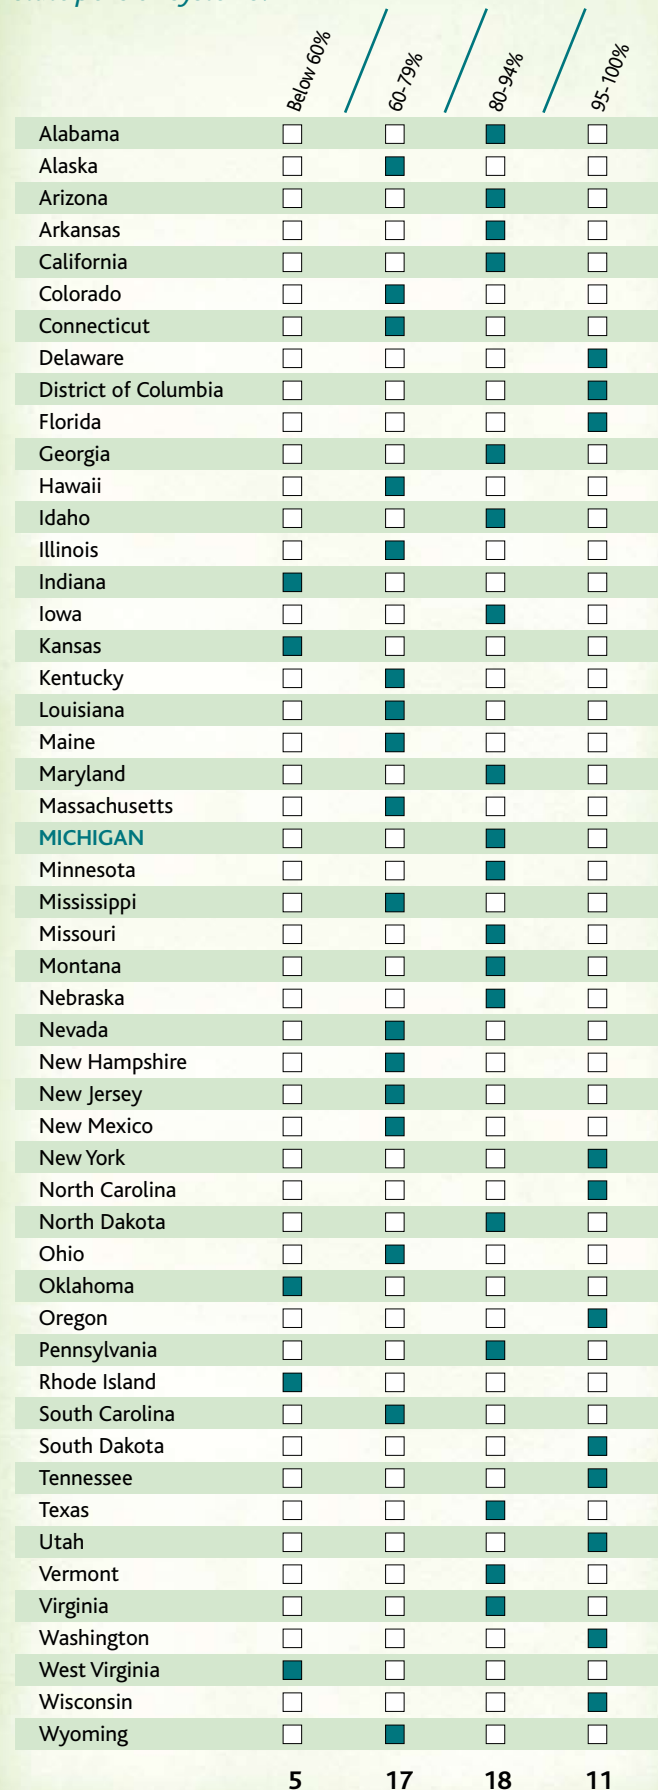 Below 60% 60-79% 80-94% 95-100%
Alabama
Alaska
Arizona
Arkansas
California
Colorado
Connecticut
Delaware
District of Columbia
Florida
Georgia
Hawaii
Idaho
Illinois
Indiana
Iowa
Kansas
Kentucky
Louisiana
Maine
Maryland
Massachusetts
MICHIGAN
Minnesota
Mississippi
Missouri
Montana
Nebraska
Nevada
New Hampshire
New Jersey
New Mexico
New York
North Carolina
North Dakota
Ohio
Oklahoma
Oregon
Pennsylvania
Rhode Island
South Carolina
South Dakota
Tennessee
Texas
Utah
Vermont
Virginia
Washington
West Virginia
Wisconsin
Wyoming
5 17 18 11